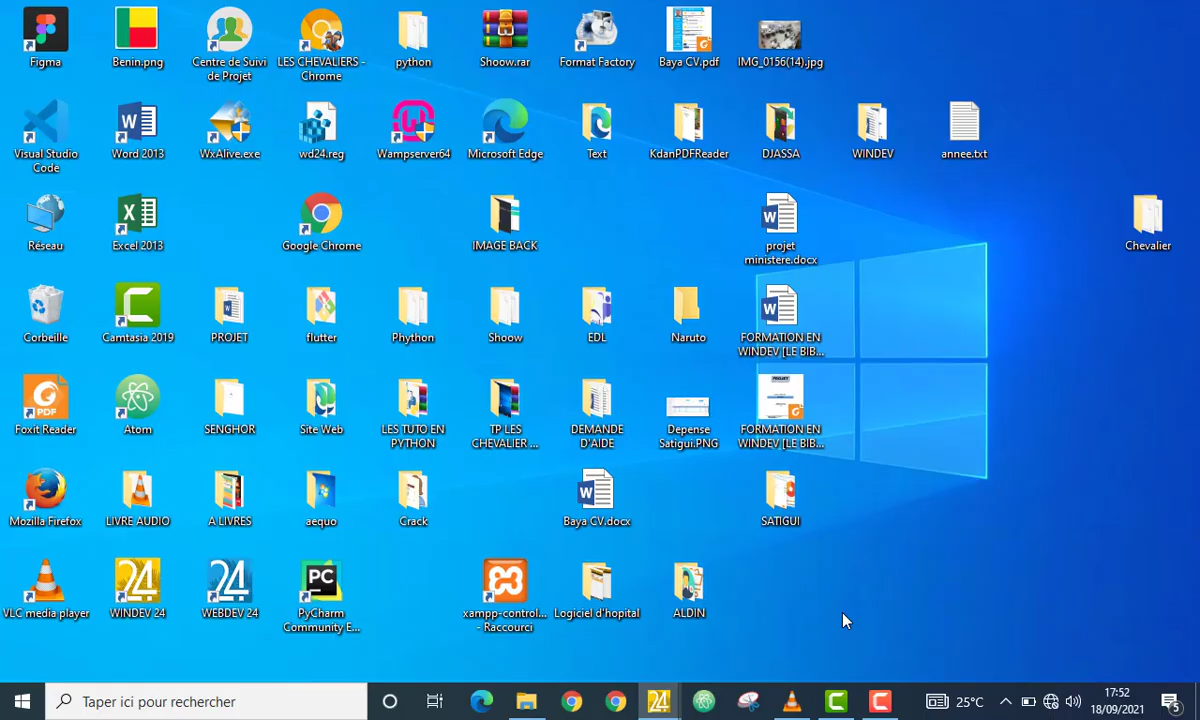 Figma
Benin.png
Centre de Suivi
de Projet
LES CHEVALIERS -
Chrome
python
Shoow.rar
Format Factory
Baya CV.pdf
IMG_0156(14).jpg
Visual Studio
Code
Word 2013
WxAlive.exe
wd24.reg
Wampserver64
Microsoft Edge
Text
KdanPDFReader
DJASSA
WINDEV
annee.txt
Réseau
Excel 2013
Google Chrome
IMAGE BACK
projet
ministere.docx
Chevalier
Corbeille
Camtasia 2019
PROJET
flutter
Phython
Shoow
EDL
Naruto
FORMATION EN
WINDEV [LE BIB...
Foxit Reader
Atom
SENGHOR
Site Web
LES TUTO EN
PYTHON
TP LES
CHEVALIER ...
DEMANDE
D'AIDE
Depense
Satigui.PNG
FORMATION EN
WINDEV [LE BIB...
Mozilla Firefox
LIVRE AUDIO
A LIVRES
aequo
Crack
Baya CV.docx
SATIGUI
VLC media player
WINDEV 24
WEBDEV 24
PyCharm
Community E...
xampp-control...
- Raccourci
Logiciel d'hopital
ALDIN
Taper ici pour rechercher
25°C
17:52
18/09/2021
5